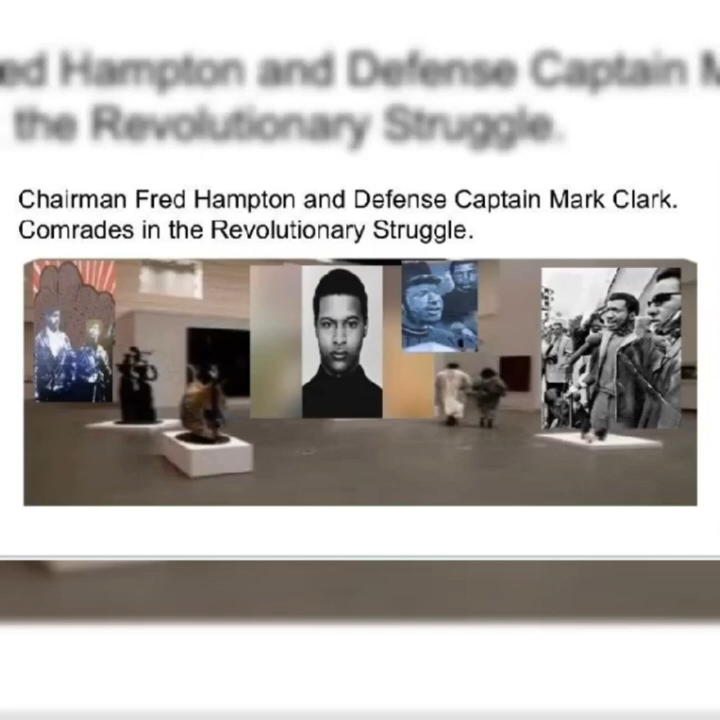 ed Hampton and Defense Captain M
the Revolutionary Struggle.
Chairman Fred Hampton and Defense Captain Mark Clark.
Comrades in the Revolutionary Struggle.